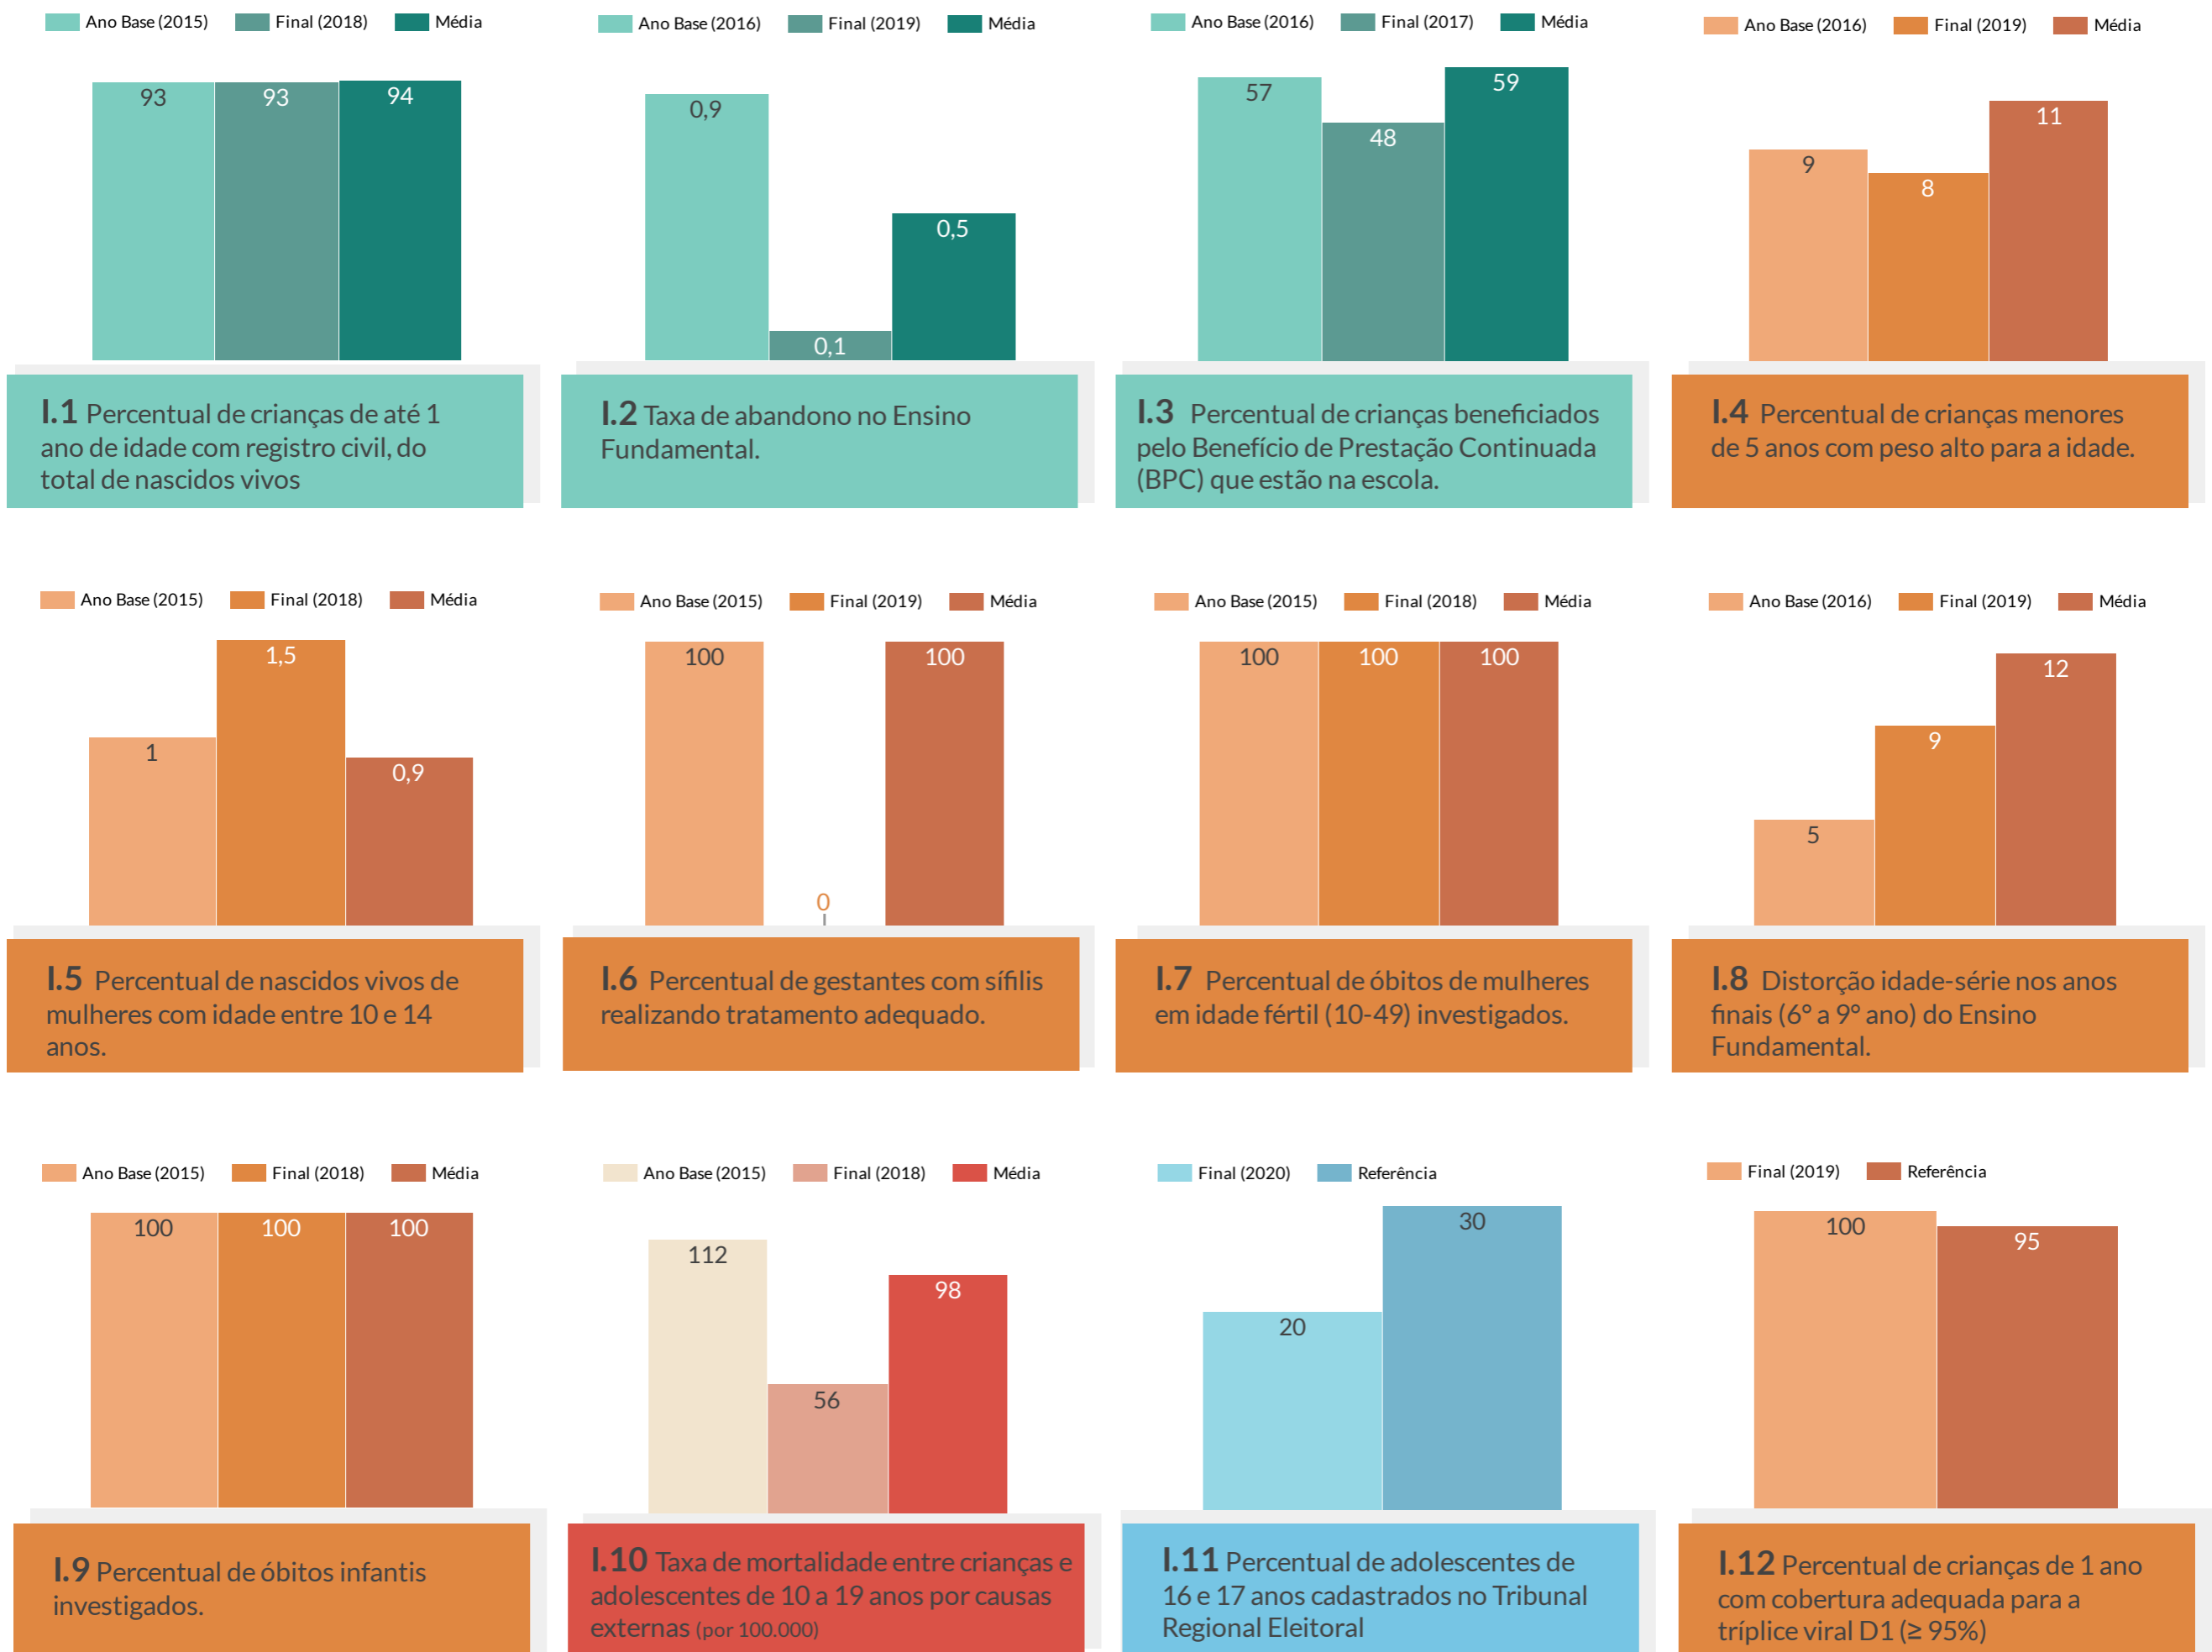 Ano Base (2015) Final (2018) Média
93 93 94
I.1 Percentual de crianças de até 1
ano de idade com registro civil, do
total de nascidos vivos
Ano Base (2016) Final (2019) Média
0,9 0,1 0,5
I.2 Taxa de abandono no Ensino
Fundamental.
Ano Base (2016) Final (2017) Média
57 48 59
I.3 Percentual de crianças beneficiados
pelo Benefício de Prestação Continuada
(BPC) que estão na escola.
Ano Base (2016) Final (2019) Média
9 8 11
I.4 Percentual de crianças menores
de 5 anos com peso alto para a idade.
Ano Base (2015) Final (2018) Média
1 1,5 0,9
I.5 Percentual de nascidos vivos de
mulheres com idade entre 10 e 14
anos.
Ano Base (2015) Final (2019) Média
100 0 100
I.6 Percentual de gestantes com sífilis
realizando tratamento adequado.
Ano Base (2015) Final (2018) Média
100 100 100
I.7 Percentual de óbitos de mulheres
em idade fértil (10-49) investigados.
Ano Base (2016) Final (2019) Média
5 9 12
I.8 Distorção idade-série nos anos
finais (6° a 9° ano) do Ensino
Fundamental.
Ano Base (2015) Final (2018) Média
100 100 100
I.9 Percentual de óbitos infantis
investigados.
Ano Base (2015) Final (2018) Média
112 56 98
I.10 Taxa de mortalidade entre crianças e
adolescentes de 10 a 19 anos por causas
externas (por 100.000)
Final (2020) Referência
20 30
I.11 Percentual de adolescentes de
16 e 17 anos cadastrados no Tribunal
Regional Eleitoral
Final (2019) Referência
100 95
I.12 Percentual de crianças de 1 ano
com cobertura adequada para a
tríplice viral D1 (≥ 95%)